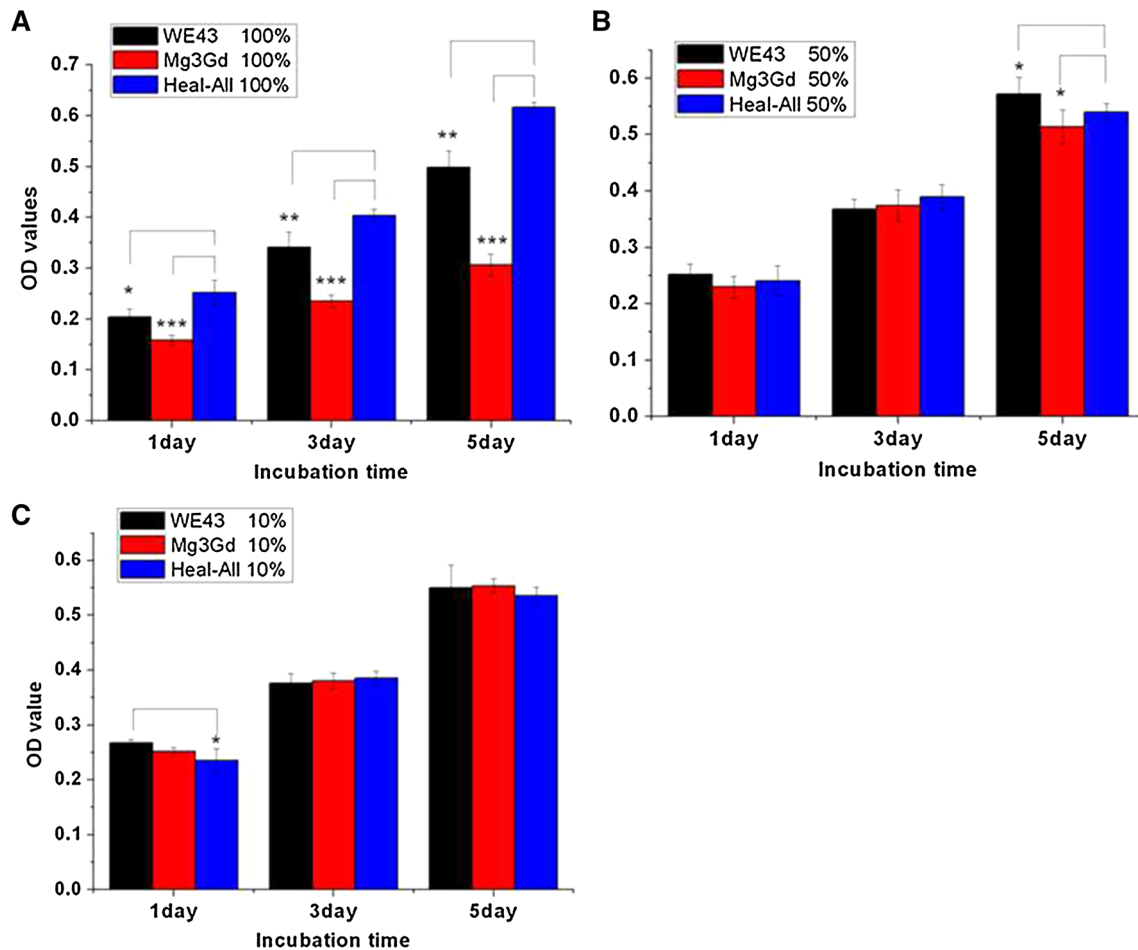 A
WE43 100%
Mg3Gd 100%
Heal-All 100%
OD values
0.7
0.6
0.5
0.4
0.3
0.2
0.1
0.0
*
***
**
***
**
***
1day 3day 5day
Incubation time
B
WE43 50%
Mg3Gd 50%
Heal-All 50%
0.6
0.5
0.4
0.3
0.2
0.1
0.0
*
*
1day 3day 5day
Incubation time
C
WE43 10%
Mg3Gd 10%
Heal-All 10%
OD value
0.6
0.5
0.4
0.3
0.2
0.1
0.0
*
1day 3day 5day
Incubation time